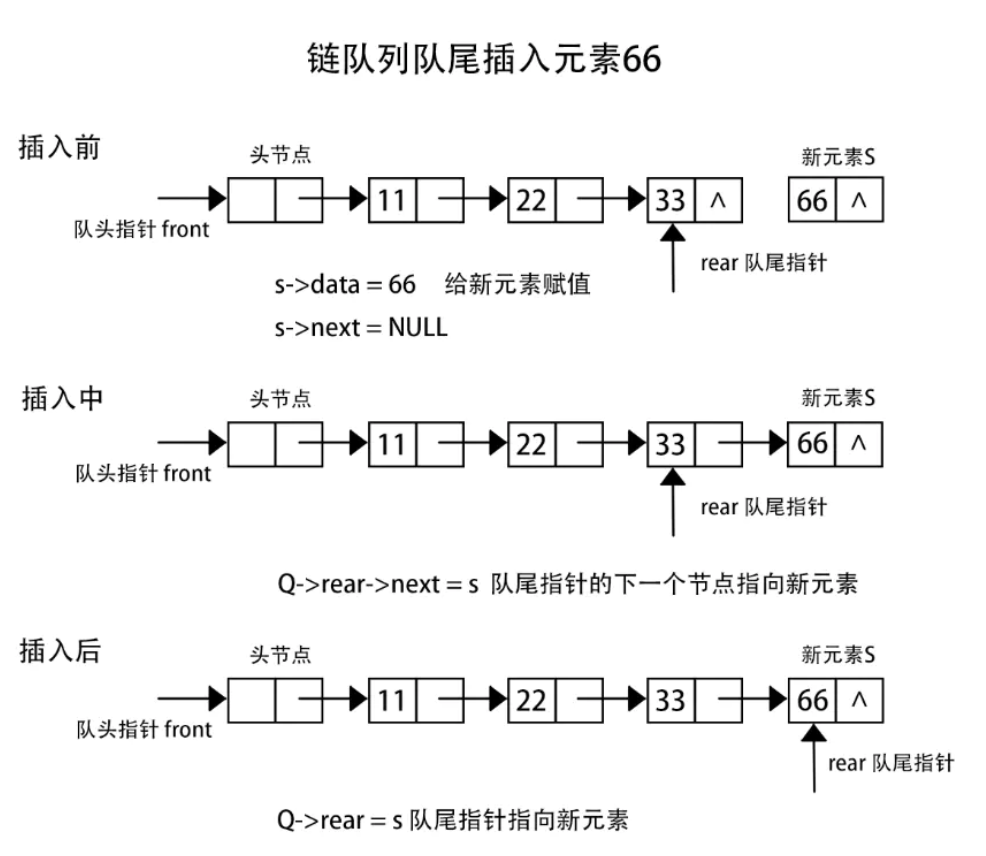 链队列队尾插入元素66
插入前
头节点
新元素S
11 22 33 ∧ 66 ∧
队头指针 front
rear 队尾指针
s->data = 66 给新元素赋值
s->next = NULL
插入中
头节点
新元素S
11 22 33 66 ∧
队头指针 front
rear 队尾指针
Q->rear->next = s 队尾指针的下一个节点指向新元素
插入后
头节点
新元素S
11 22 33 66 ∧
队头指针 front
rear 队尾指针
Q->rear = s 队尾指针指向新元素